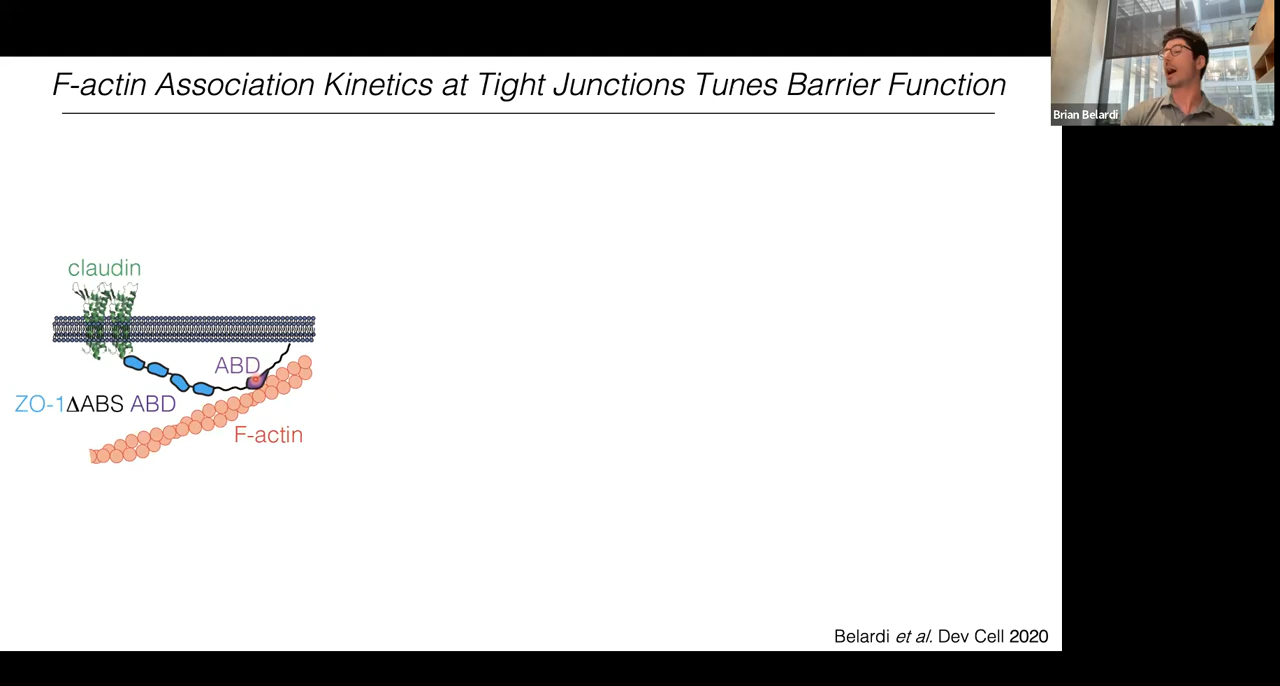 F-actin Association Kinetics at Tight Junctions Tunes Barrier Function
Brian Belardi
claudin
ABD
ZO-1ΔABS ABD
F-actin
Belardi et al. Dev Cell 2020